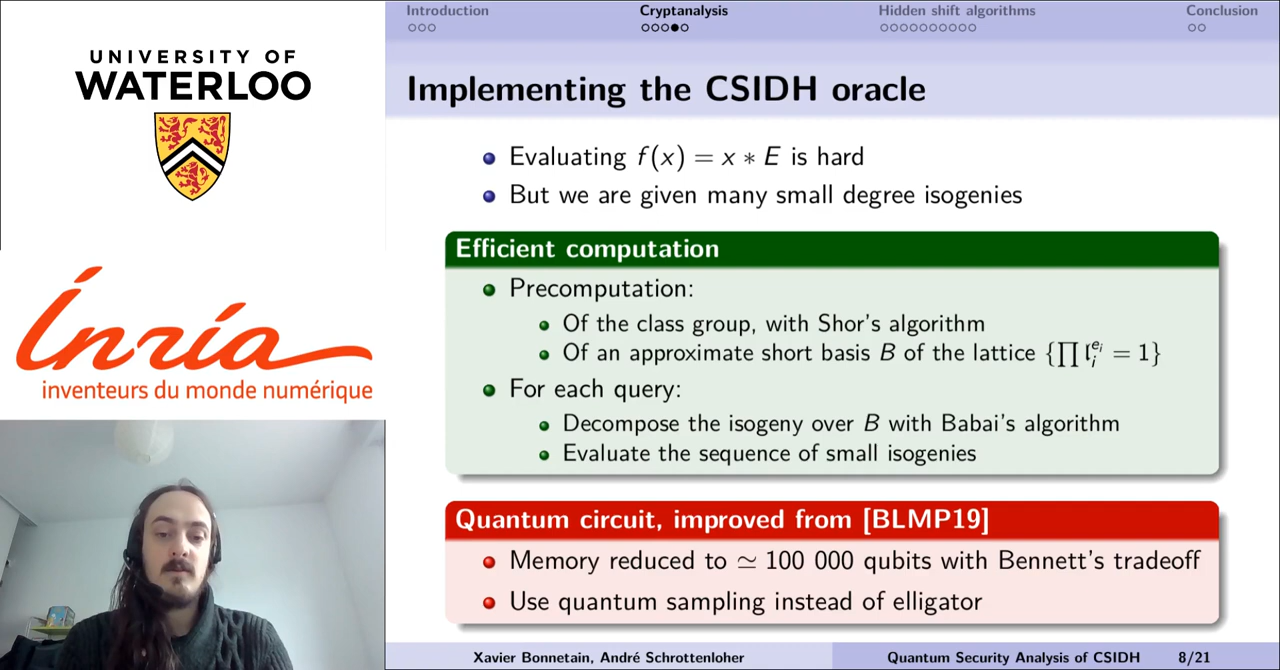 UNIVERSITY OF
WATERLOO
Inria
inventeurs du monde numérique
Introduction
Cryptanalysis
Hidden shift algorithms
Conclusion
Implementing the CSIDH oracle
Evaluating f(x) = x ∗ E is hard
But we are given many small degree isogenies
Efficient computation
Precomputation:
Of the class group, with Shor's algorithm
Of an approximate short basis B of the lattice {∏ 𝔩ᵢ^{eᵢ} = 1}
For each query:
Decompose the isogeny over B with Babai's algorithm
Evaluate the sequence of small isogenies
Quantum circuit, improved from [BLMP19]
Memory reduced to ≃ 100 000 qubits with Bennett's tradeoff
Use quantum sampling instead of elligator
Xavier Bonnetain, André Schrottenloher
Quantum Security Analysis of CSIDH
8/21